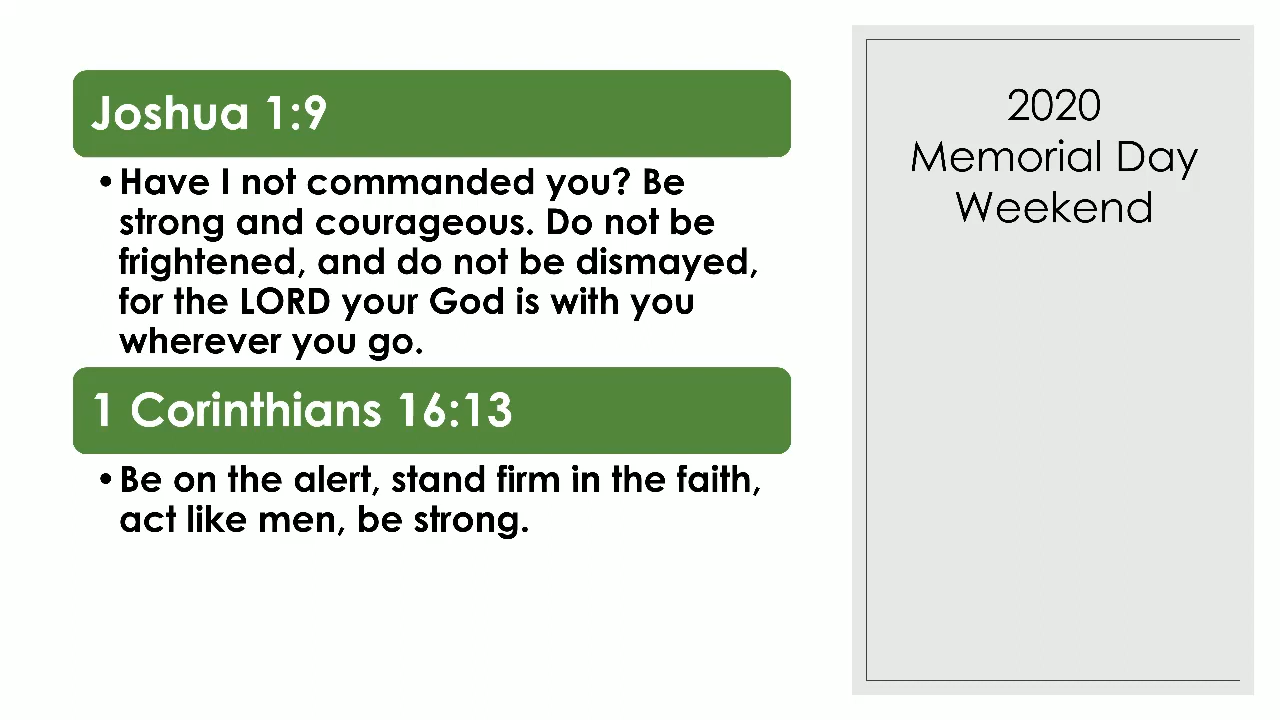 Joshua 1:9
•Have I not commanded you? Be
strong and courageous. Do not be
frightened, and do not be dismayed,
for the LORD your God is with you
wherever you go.
1 Corinthians 16:13
•Be on the alert, stand firm in the faith,
act like men, be strong.
2020
Memorial Day
Weekend